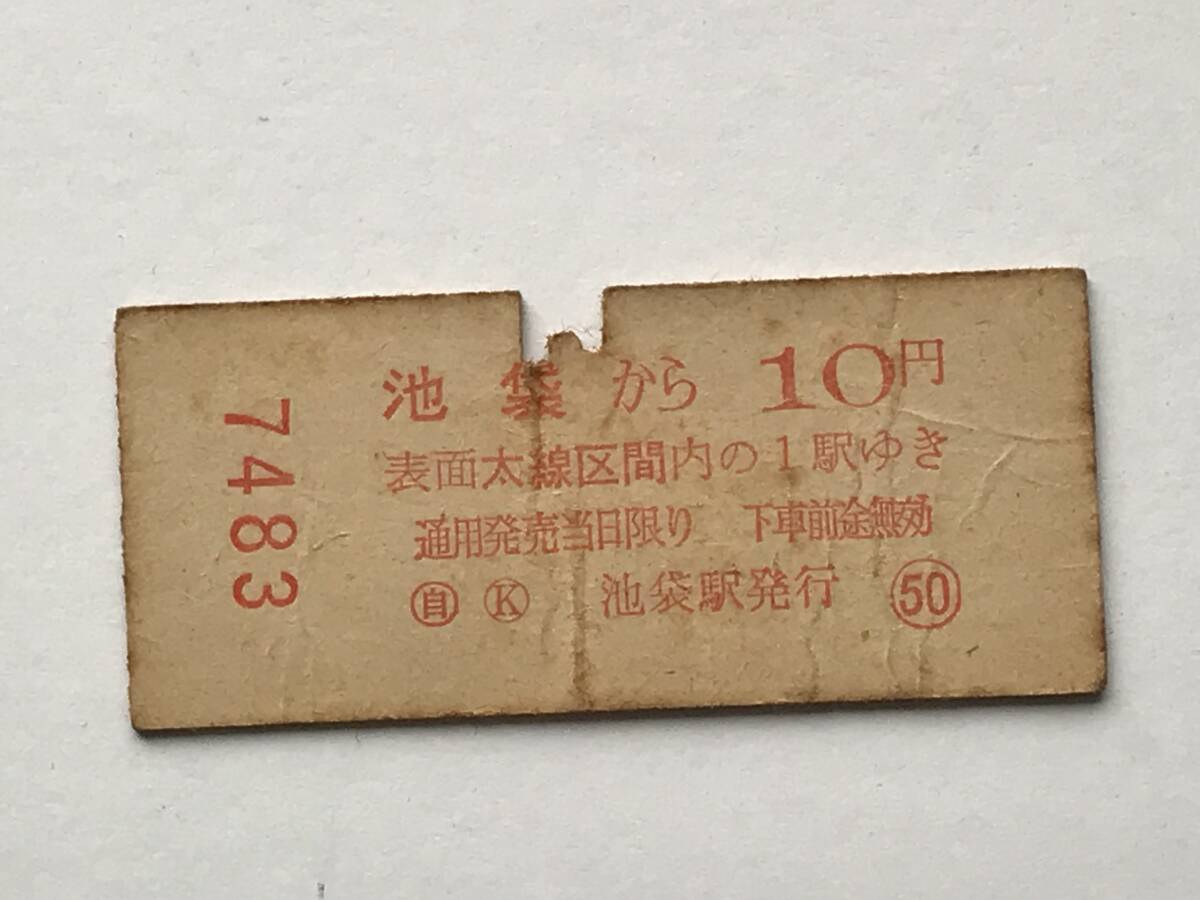 池袋から 10円
表面太線区間内の1駅ゆき
通用発売当日限り 下車前途無効
㊀自 Ⓚ 池袋駅発行 ㊿
7483